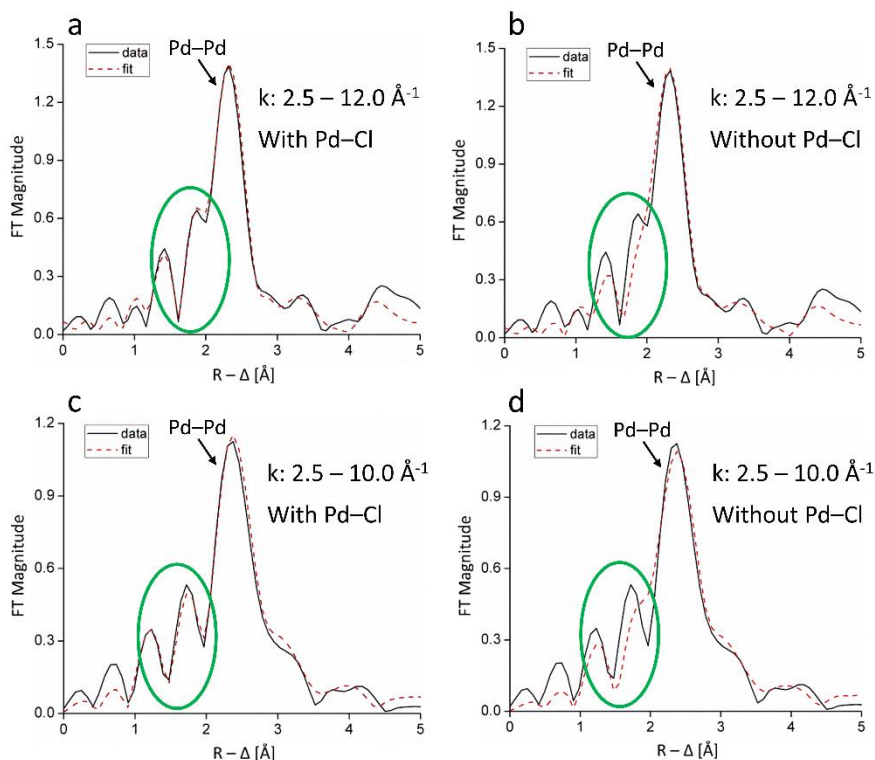 a
Pd–Pd
data
fit
k: 2.5 – 12.0 Å⁻¹
With Pd–Cl
FT Magnitude
1.5
1.2
0.9
0.6
0.3
0.0
0 1 2 3 4 5
R – Δ [Å]
b
Pd–Pd
data
fit
k: 2.5 – 12.0 Å⁻¹
Without Pd–Cl
FT Magnitude
1.5
1.2
0.9
0.6
0.3
0.0
0 1 2 3 4 5
R – Δ [Å]
c
Pd–Pd
data
fit
k: 2.5 – 10.0 Å⁻¹
With Pd–Cl
FT Magnitude
1.2
0.9
0.6
0.3
0.0
0 1 2 3 4 5
R – Δ [Å]
d
Pd–Pd
data
fit
k: 2.5 – 10.0 Å⁻¹
Without Pd–Cl
FT Magnitude
1.2
0.9
0.6
0.3
0.0
0 1 2 3 4 5
R – Δ [Å]